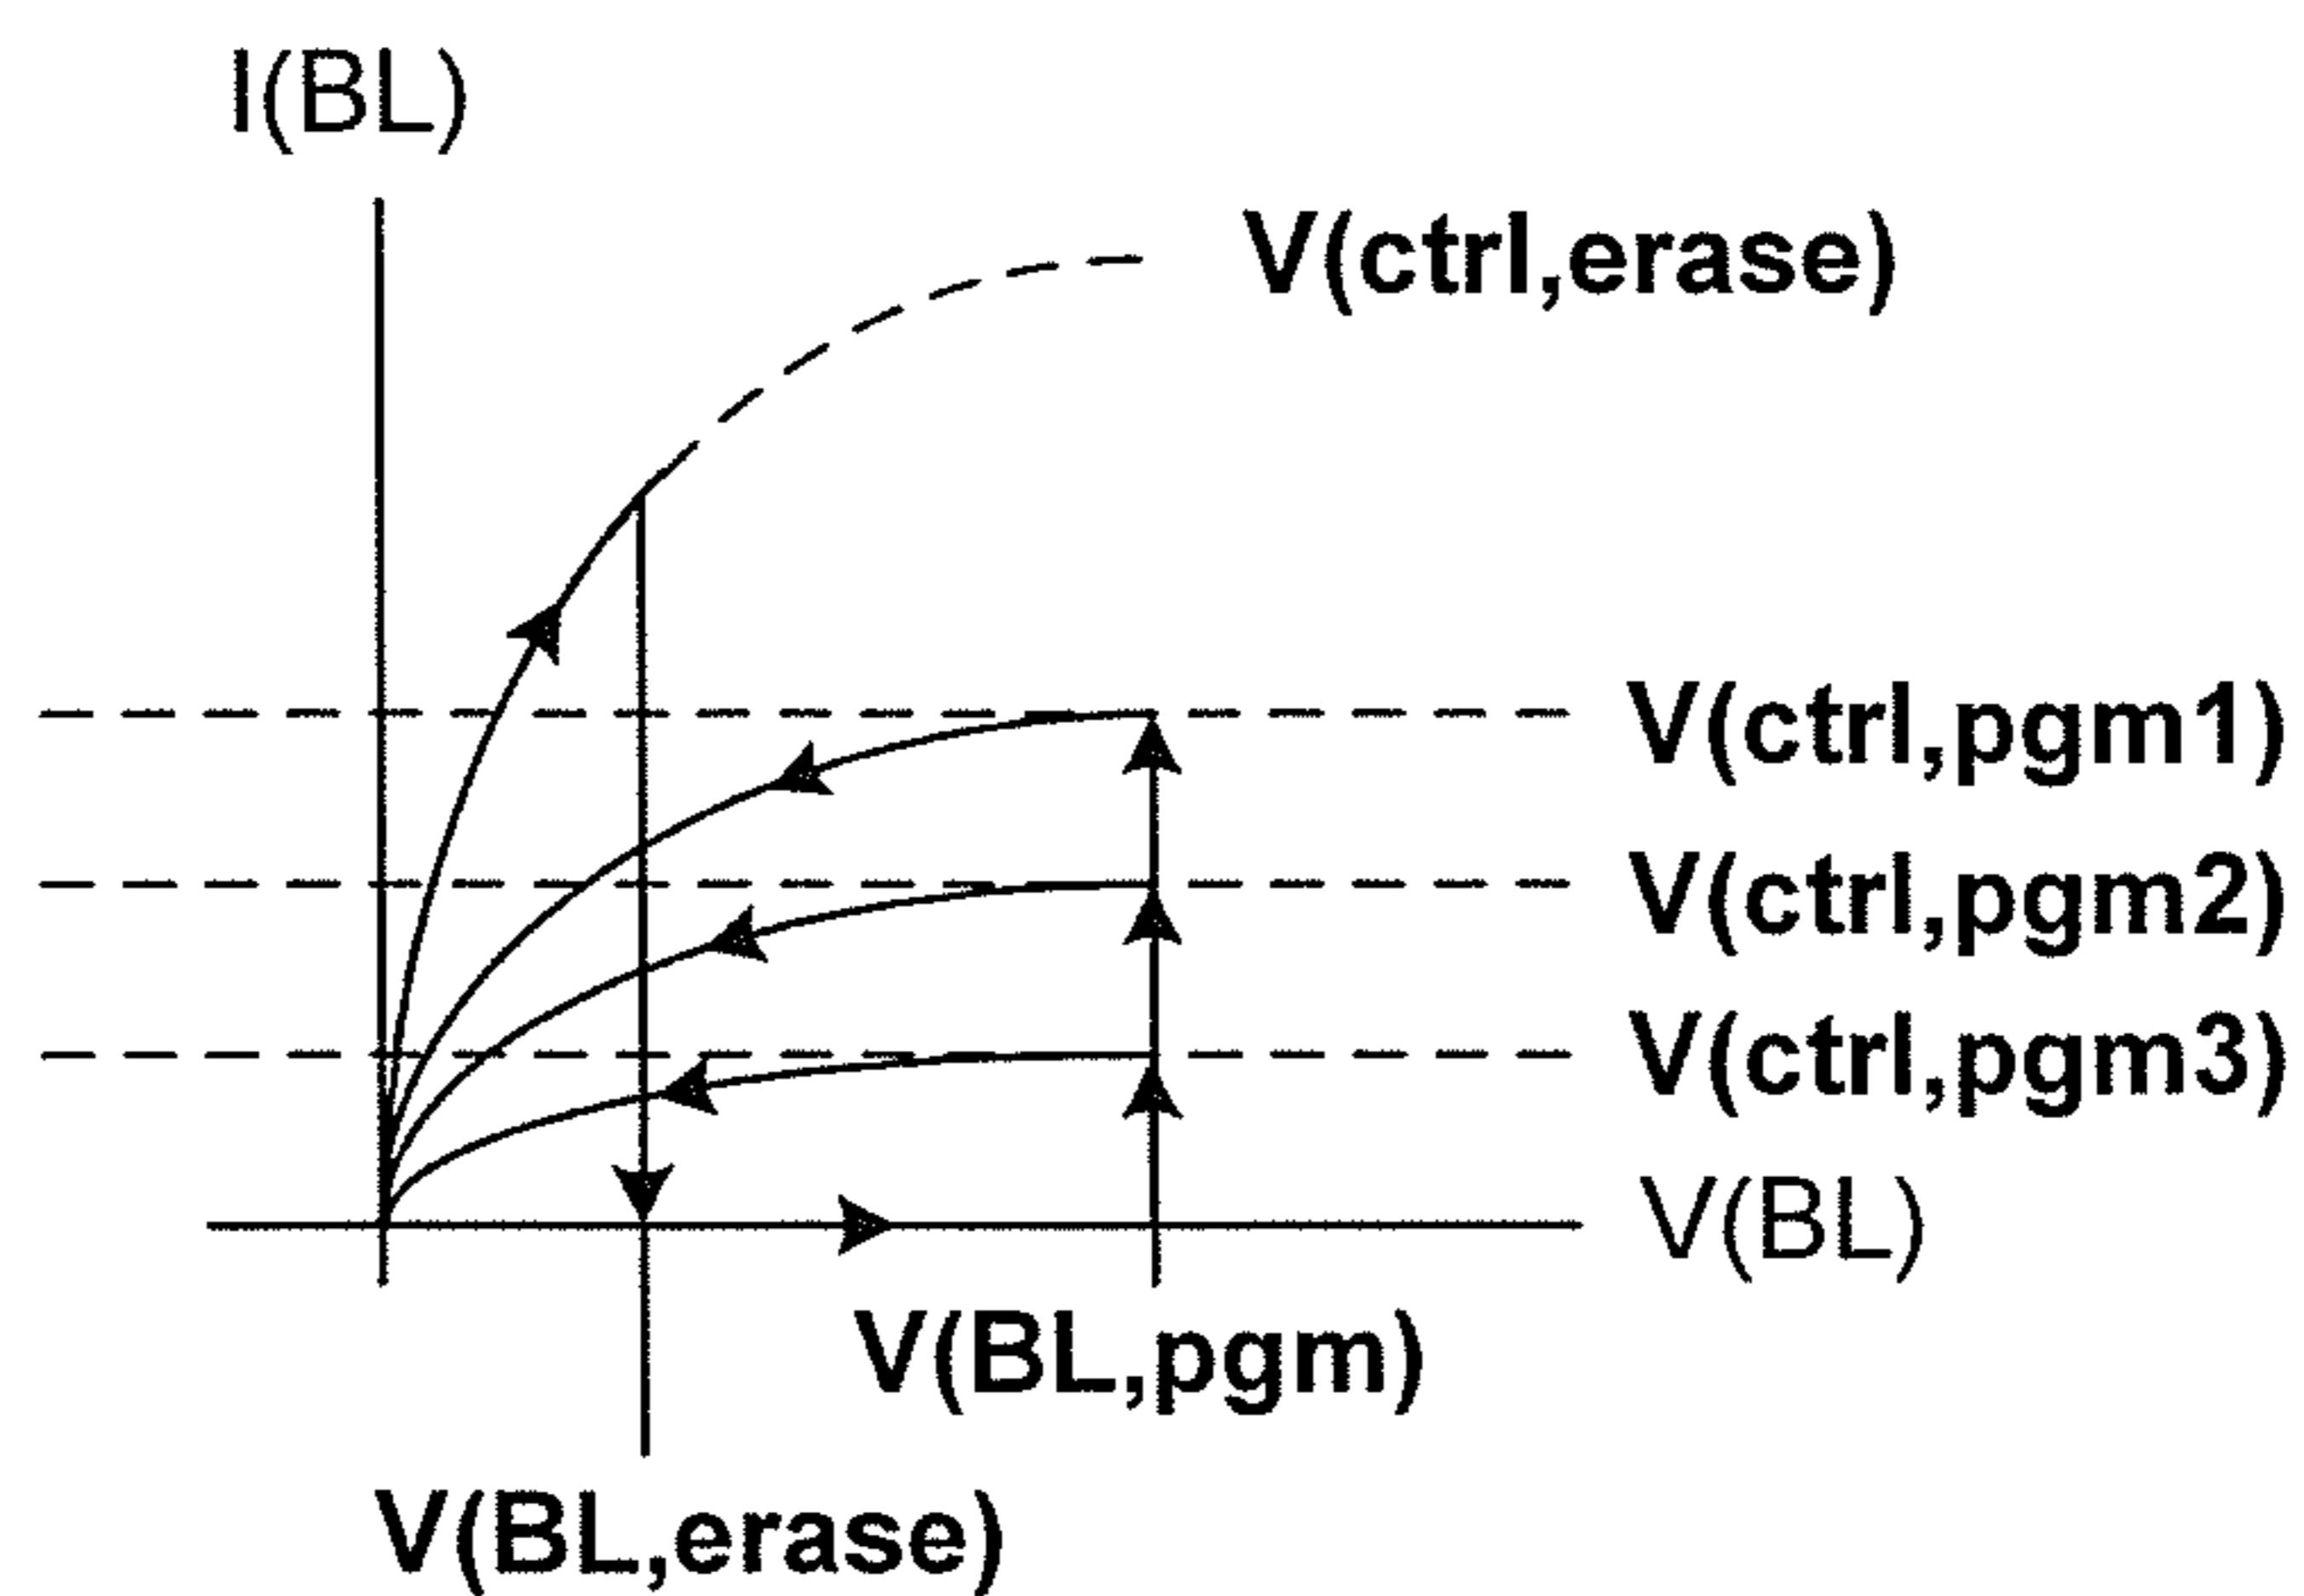 I(BL)
V(ctrl,erase)
V(ctrl,pgm1)
V(ctrl,pgm2)
V(ctrl,pgm3)
V(BL)
V(BL,pgm)
V(BL,erase)